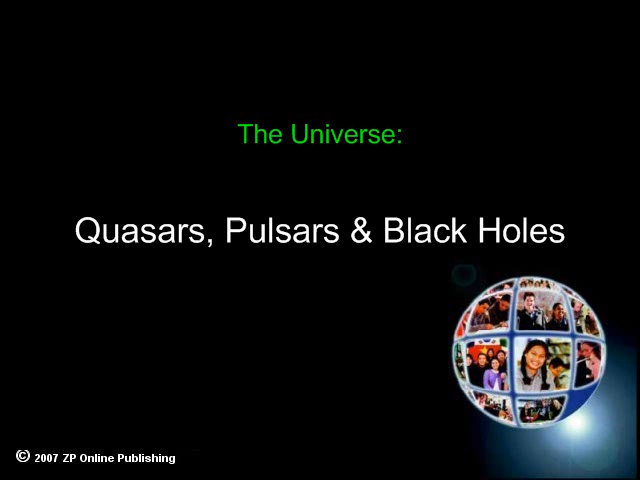 The Universe:
Quasars, Pulsars & Black Holes
© 2007 ZP Online Publishing